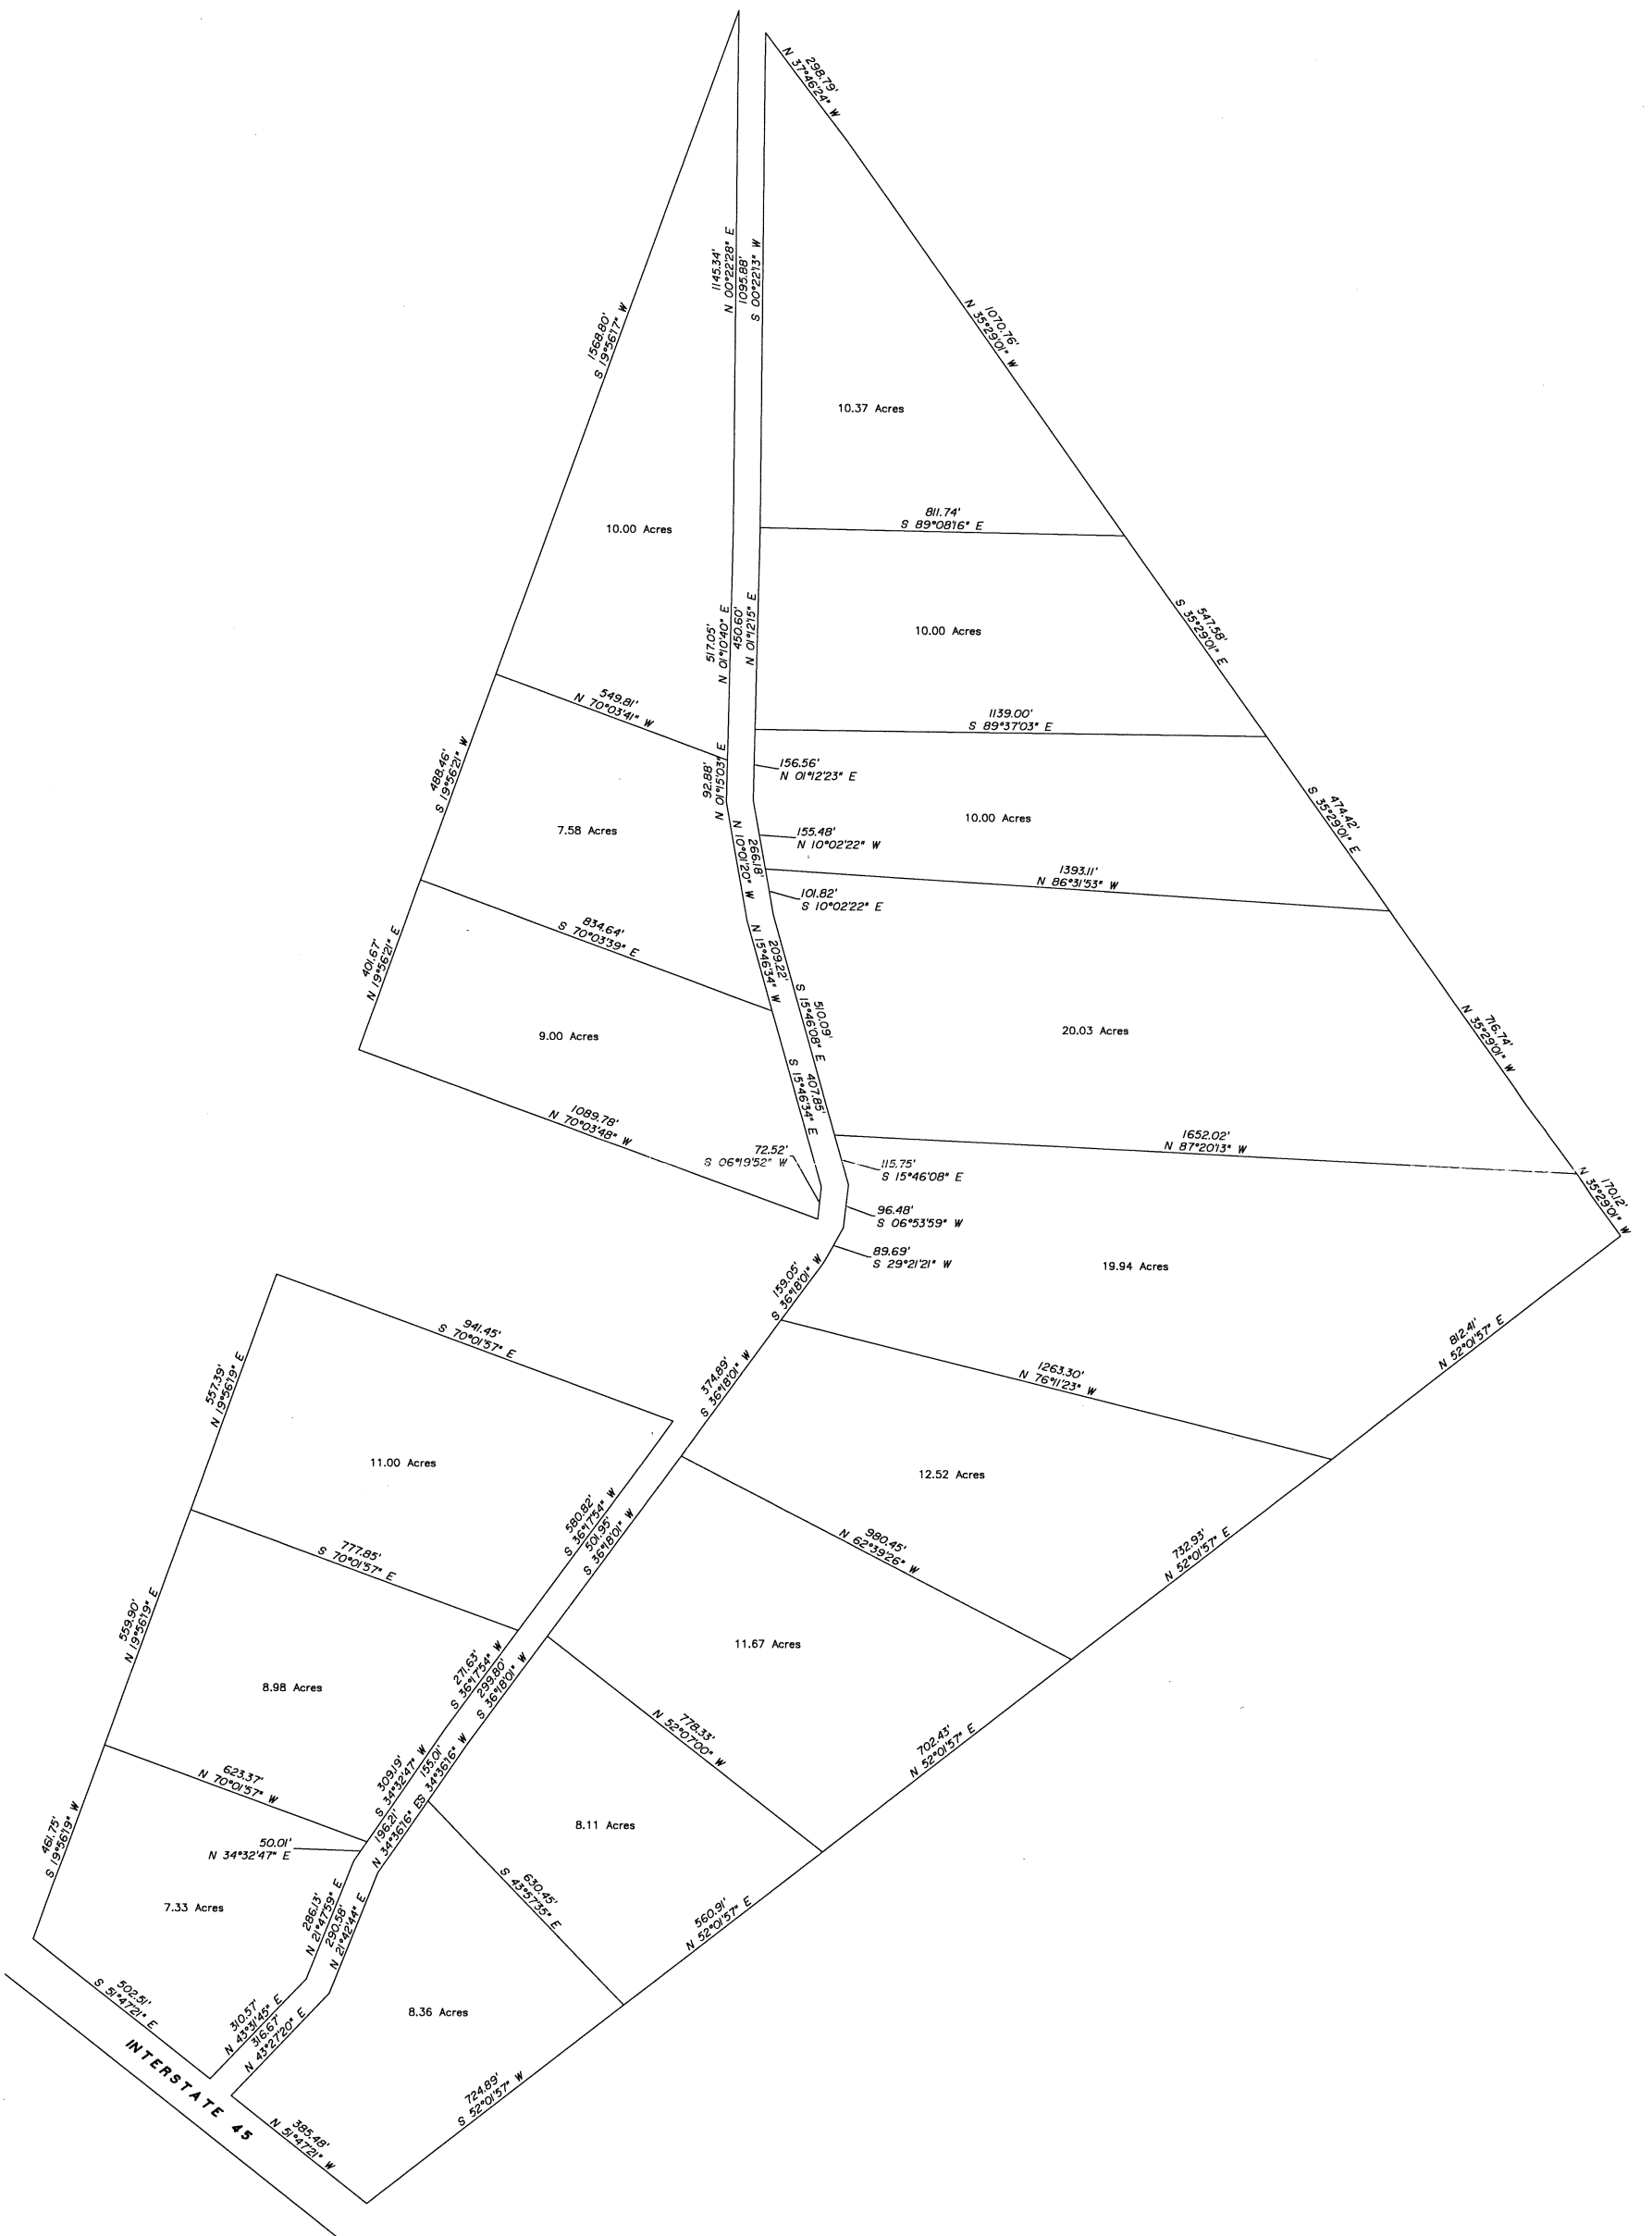 298.79'
N 37°46'24" W
1145.34'
N 00°22'28" E
1095.88'
S 00°22'13" W
1568.80'
S 19°56'17" W
1070.76'
N 35°29'01" W
10.37 Acres
811.74'
S 89°08'16" E
10.00 Acres
517.05'
N 01°10'40" E
450.60'
N 01°12'15" E
547.58'
S 35°29'01" E
10.00 Acres
549.81'
N 70°03'41" W
1139.00'
S 89°37'03" E
488.46'
S 19°56'21" W
92.88'
N 01°15'03" E
156.56'
N 01°12'23" E
474.42'
S 35°29'01" E
7.58 Acres
10.00 Acres
266.18'
N 10°01'20" W
155.48'
N 10°02'22" W
1393.11'
N 86°31'53" W
101.82'
S 10°02'22" E
834.64'
S 70°03'39" E
401.67'
N 19°56'21" E
209.22'
N 15°46'34" W
510.09'
S 15°46'08" E
9.00 Acres
20.03 Acres
716.74'
N 35°29'01" W
407.85'
S 15°46'34" E
1089.78'
N 70°03'48" W
72.52'
S 06°19'52" W
1652.02'
N 87°20'13" W
115.75'
S 15°46'08" E
170.12'
N 35°29'01" W
96.48'
S 06°53'59" W
89.69'
S 29°21'21" W
19.94 Acres
159.05'
S 36°18'01" W
812.41'
N 52°01'57" E
941.45'
S 70°01'57" E
557.39'
N 19°56'19" E
374.89'
S 36°18'01" W
1263.30'
N 76°11'23" W
11.00 Acres
12.52 Acres
580.82'
S 36°17'54" W
501.95'
S 36°18'01" W
980.45'
N 62°39'26" W
732.93'
N 52°01'57" E
777.85'
S 70°01'57" E
559.90'
N 19°56'19" E
11.67 Acres
8.98 Acres
271.63'
S 36°17'54" W
299.80'
S 36°18'01" W
778.33'
N 52°07'00" W
702.43'
N 52°01'57" E
623.37'
N 70°01'57" W
309.19'
S 34°32'47" W
155.01'
S 34°36'16" W
196.21'
N 34°36'16" E
461.75'
S 19°56'19" W
50.01'
N 34°32'47" E
8.11 Acres
7.33 Acres
286.13'
N 21°47'59" E
290.58'
N 21°42'44" E
630.45'
S 43°57'35" E
560.91'
N 52°01'57" E
502.51'
S 51°47'21" E
310.57'
N 43°31'45" E
316.67'
N 43°27'20" E
8.36 Acres
INTERSTATE 45
724.89'
S 52°01'57" W
385.48'
N 51°47'21" W